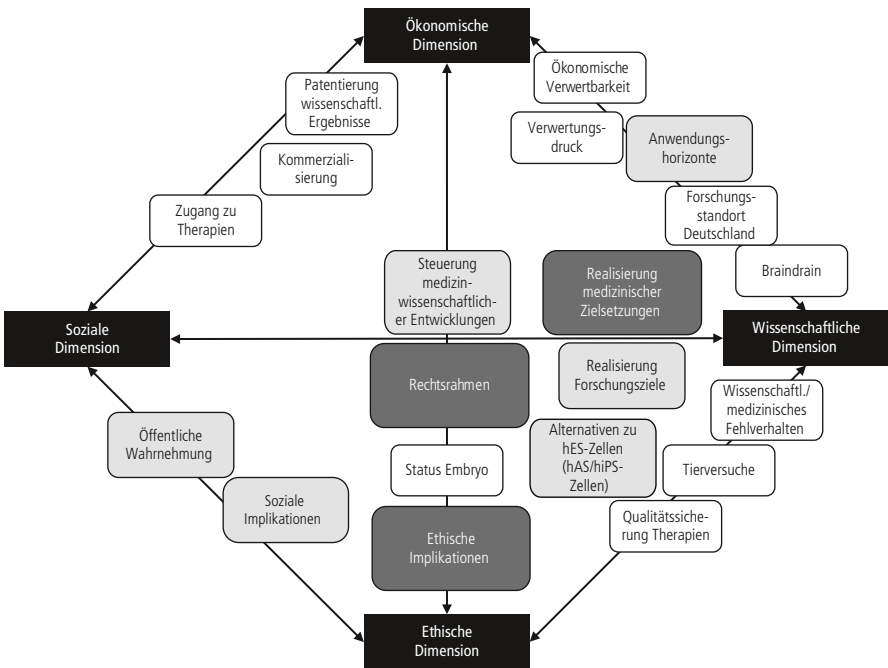 Ökonomische
Dimension
Ökonomische
Verwertbarkeit
Patentierung
wissenschaftl.
Ergebnisse
Verwertungs-
druck
Anwendungs-
horizonte
Kommerziali-
sierung
Zugang zu
Therapien
Forschungs-
standort
Deutschland
Steuerung
medizin-
wissenschaftlich-
er Entwicklungen
Realisierung
medizinischer
Zielsetzungen
Braindrain
Soziale
Dimension
Wissenschaftliche
Dimension
Rechtsrahmen
Realisierung
Forschungsziele
Wissenschaftl./
medizinisches
Fehlverhalten
Öffentliche
Wahrnehmung
Status Embryo
Alternativen zu
hES-Zellen
(hAS/hiPS-
Zellen)
Tierversuche
Soziale
Implikationen
Ethische
Implikationen
Qualitätssiche-
rung Therapien
Ethische
Dimension